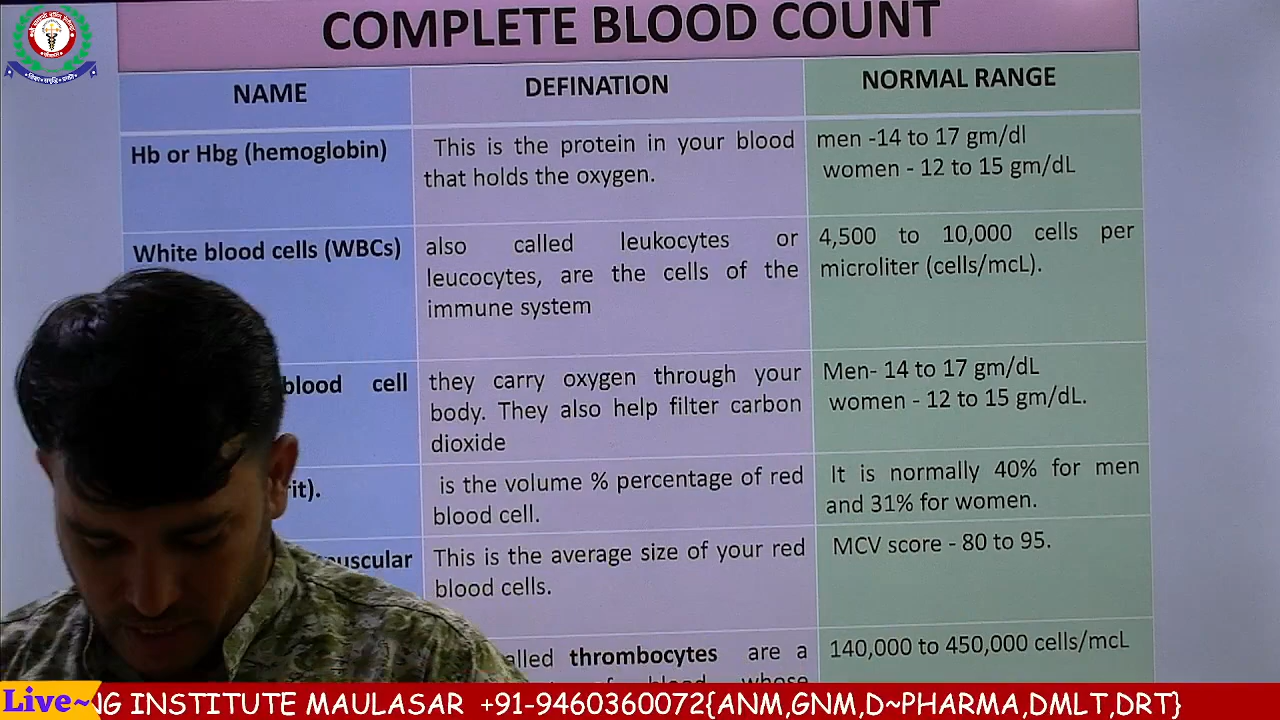 COMPLETE BLOOD COUNT
NAME
DEFINATION
NORMAL RANGE
Hb or Hbg (hemoglobin)
This is the protein in your blood
that holds the oxygen.
men -14 to 17 gm/dl
women - 12 to 15 gm/dL
White blood cells (WBCs)
also called leukocytes or
leucocytes, are the cells of the
immune system
4,500 to 10,000 cells per
microliter (cells/mcL).
blood cell
they carry oxygen through your
body. They also help filter carbon
dioxide
Men- 14 to 17 gm/dL
women - 12 to 15 gm/dL.
rit).
is the volume % percentage of red
blood cell.
It is normally 40% for men
and 31% for women.
puscular
This is the average size of your red
blood cells.
MCV score - 80 to 95.
alled thrombocytes are a
140,000 to 450,000 cells/mcL
Live~ NG INSTITUTE MAULASAR +91-9460360072{ANM,GNM,D~PHARMA,DMLT,DRT}